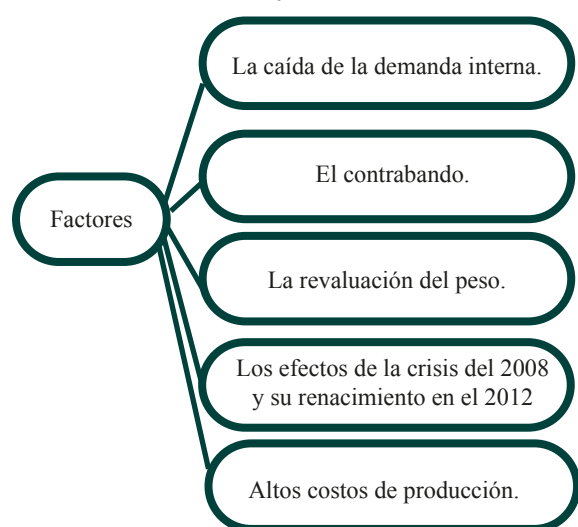 La caída de la demanda interna.
El contrabando.
Factores
La revaluación del peso.
Los efectos de la crisis del 2008
y su renacimiento en el 2012
Altos costos de producción.